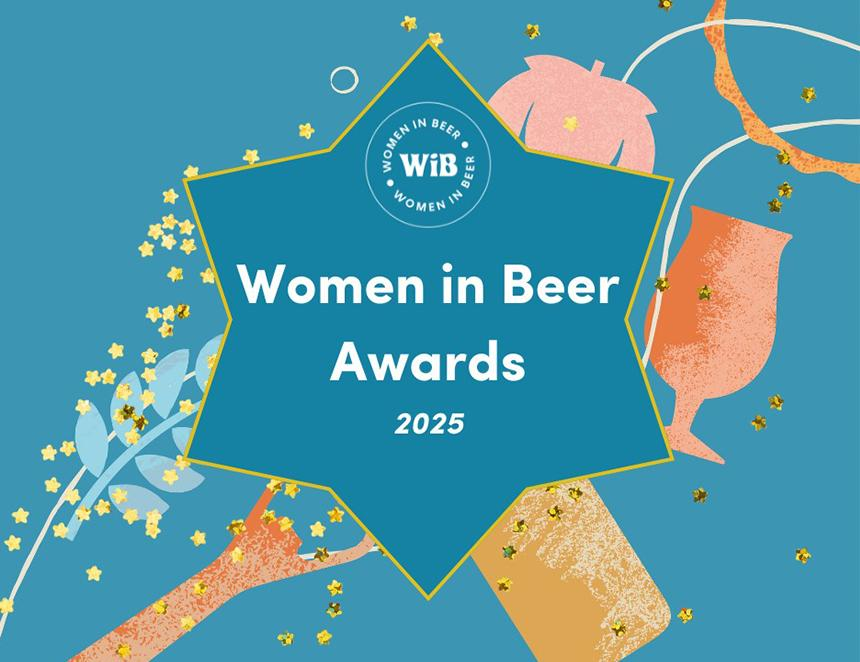 WOMEN IN BEER
WiB
WOMEN IN BEER
Women in Beer
Awards
2025